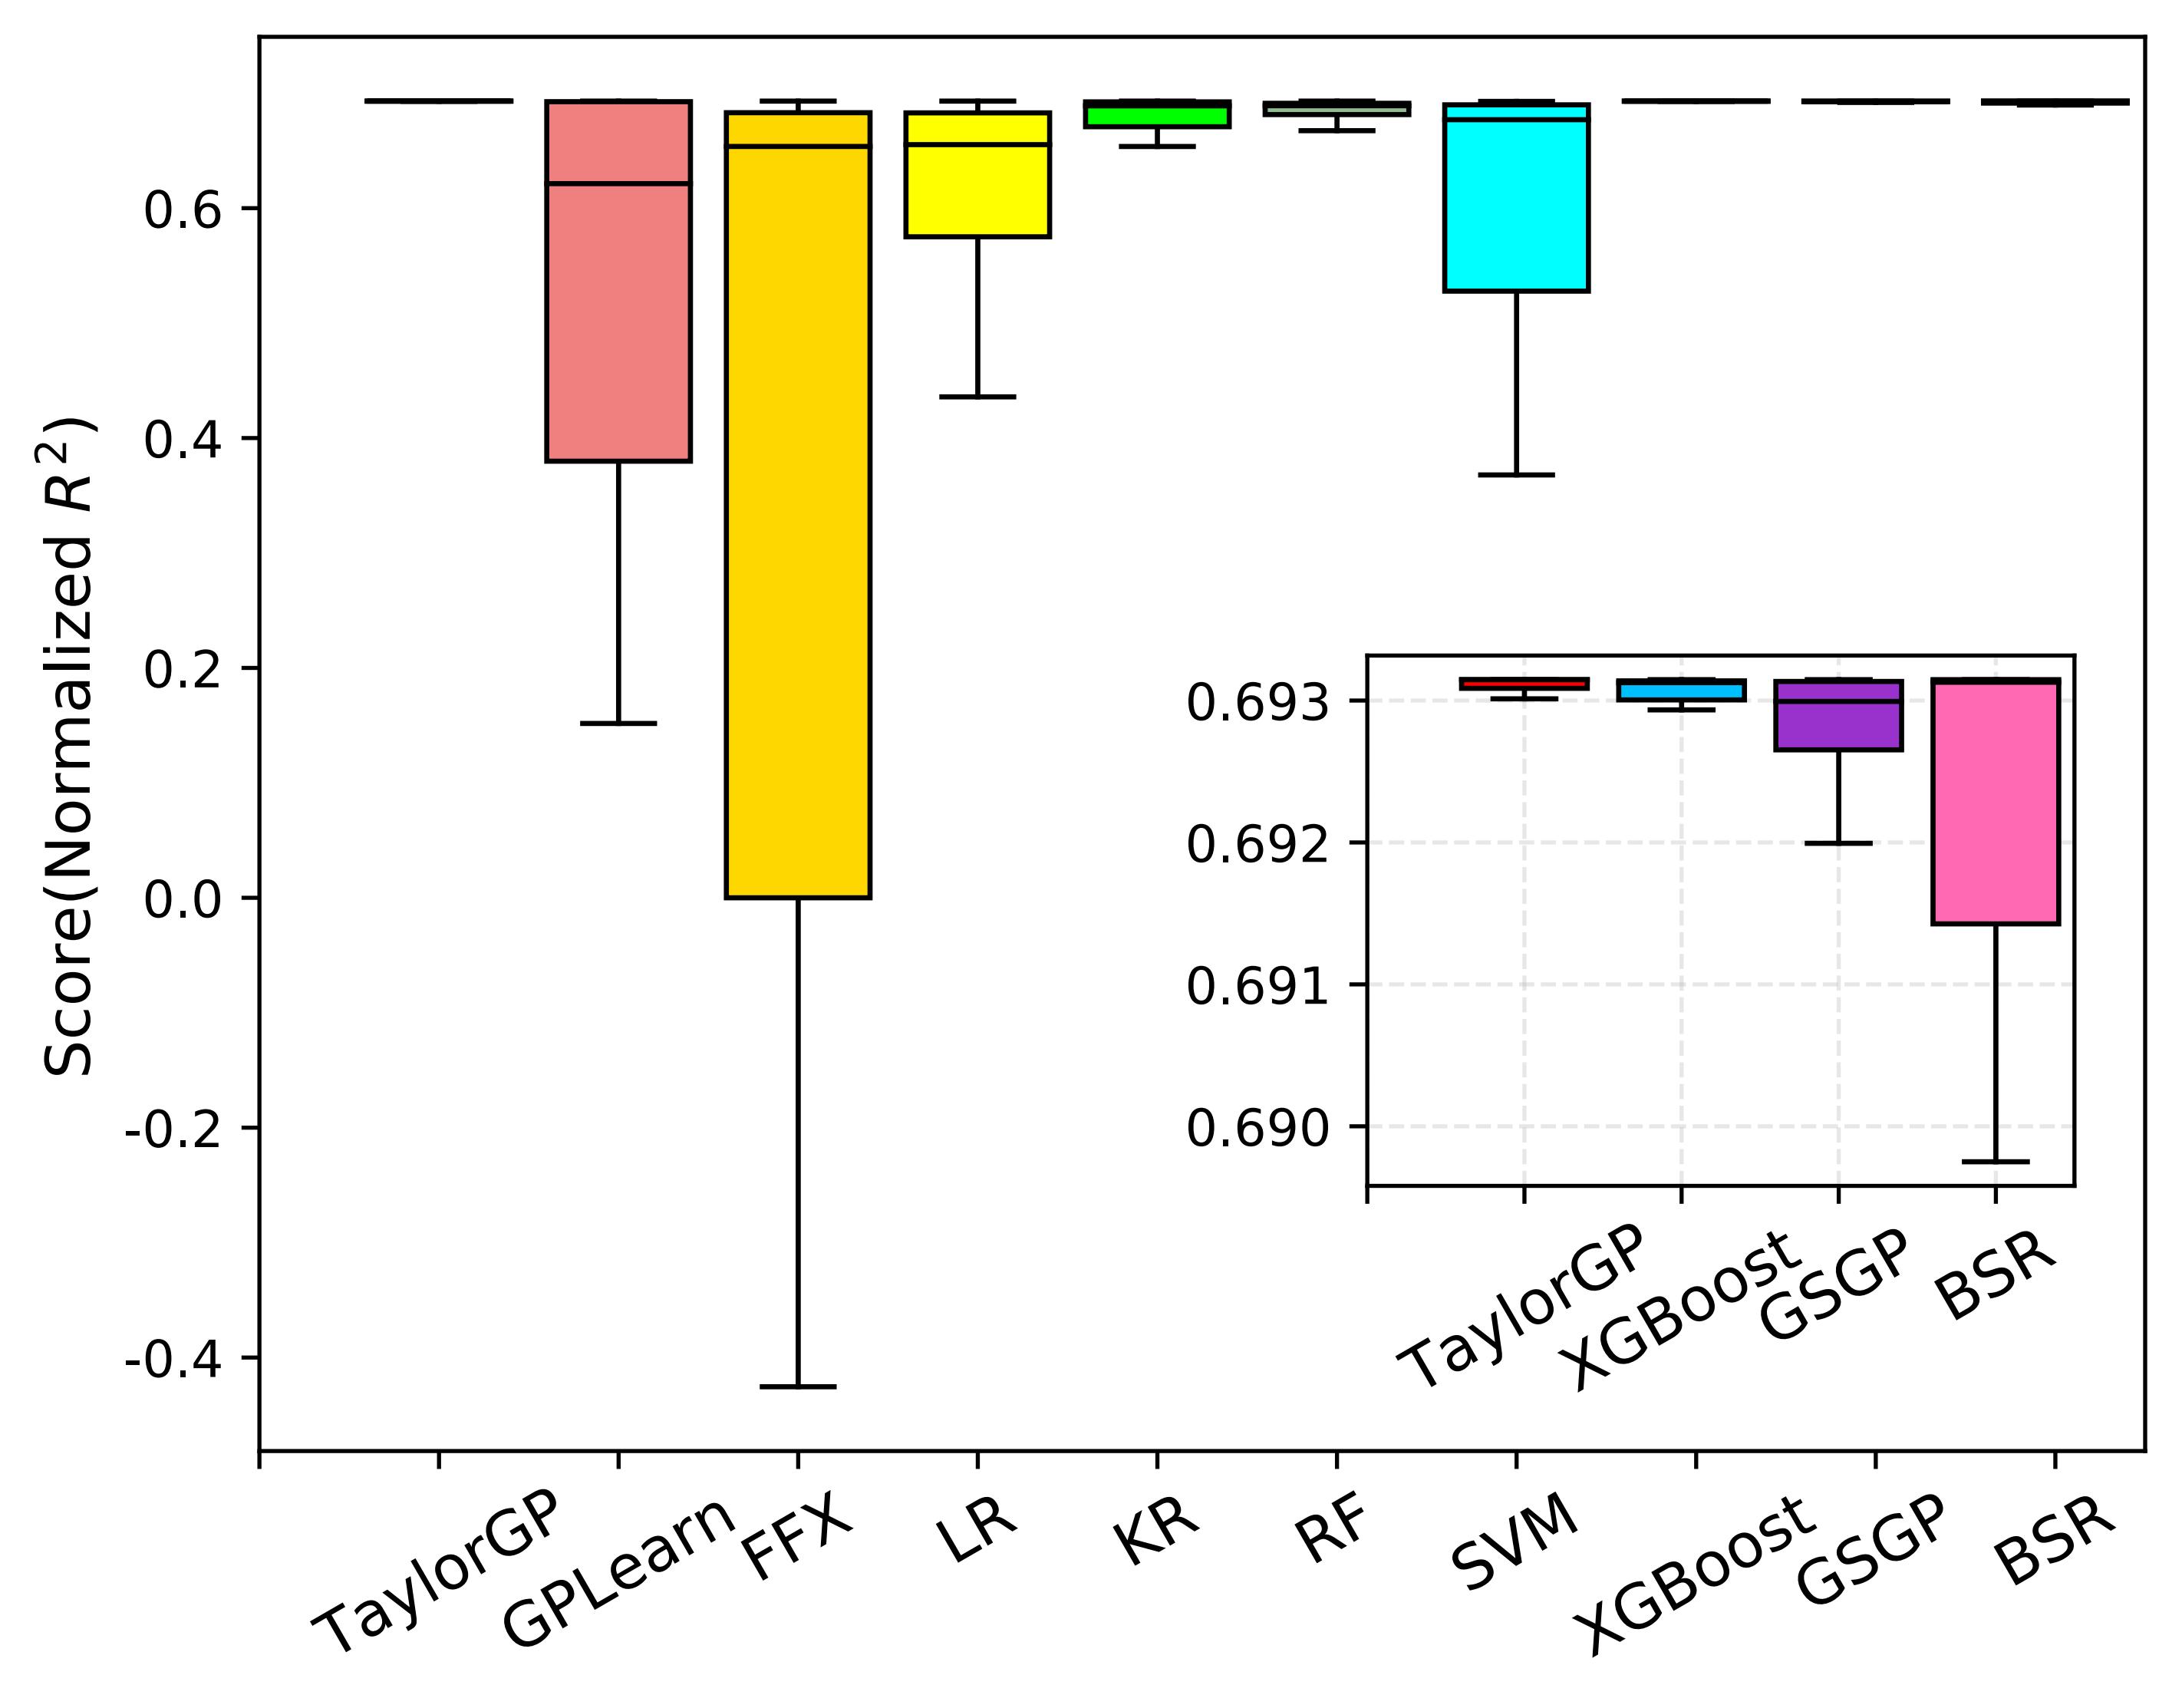 Score(Normalized R²)
0.6
0.4
0.2
0.0
-0.2
-0.4
TaylorGP
GPLearn
FFX
LR
KR
RF
SVM
XGBoost
GSGP
BSR
0.693
0.692
0.691
0.690
TaylorGP
XGBoost
GSGP
BSR